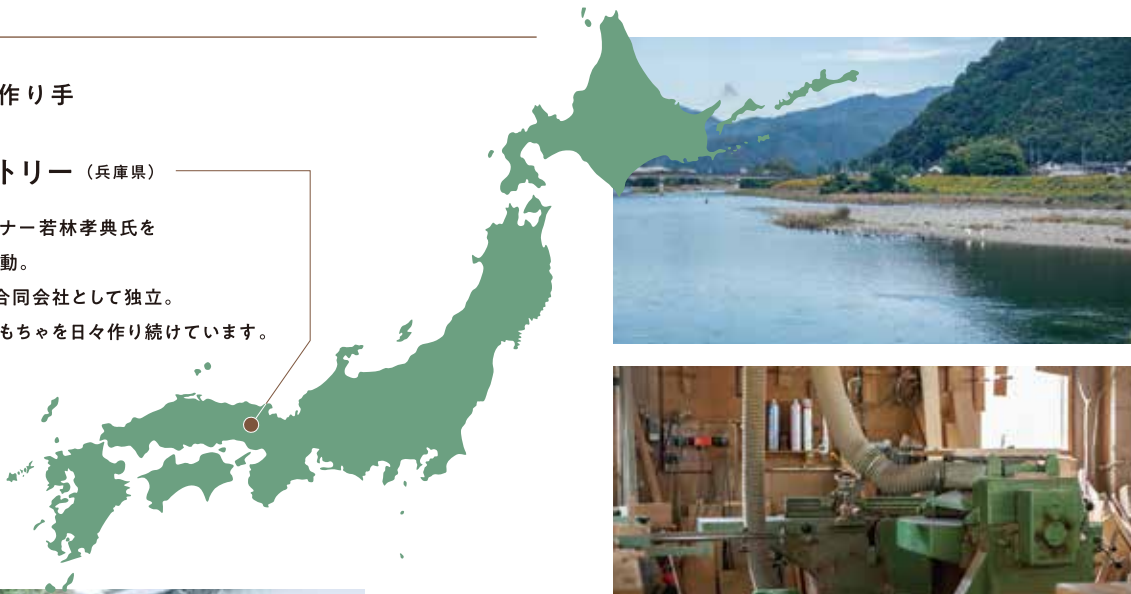 作り手
トリー（兵庫県）
ナー若林孝典氏を
動。
合同会社として独立。
もちゃを日々作り続けています。